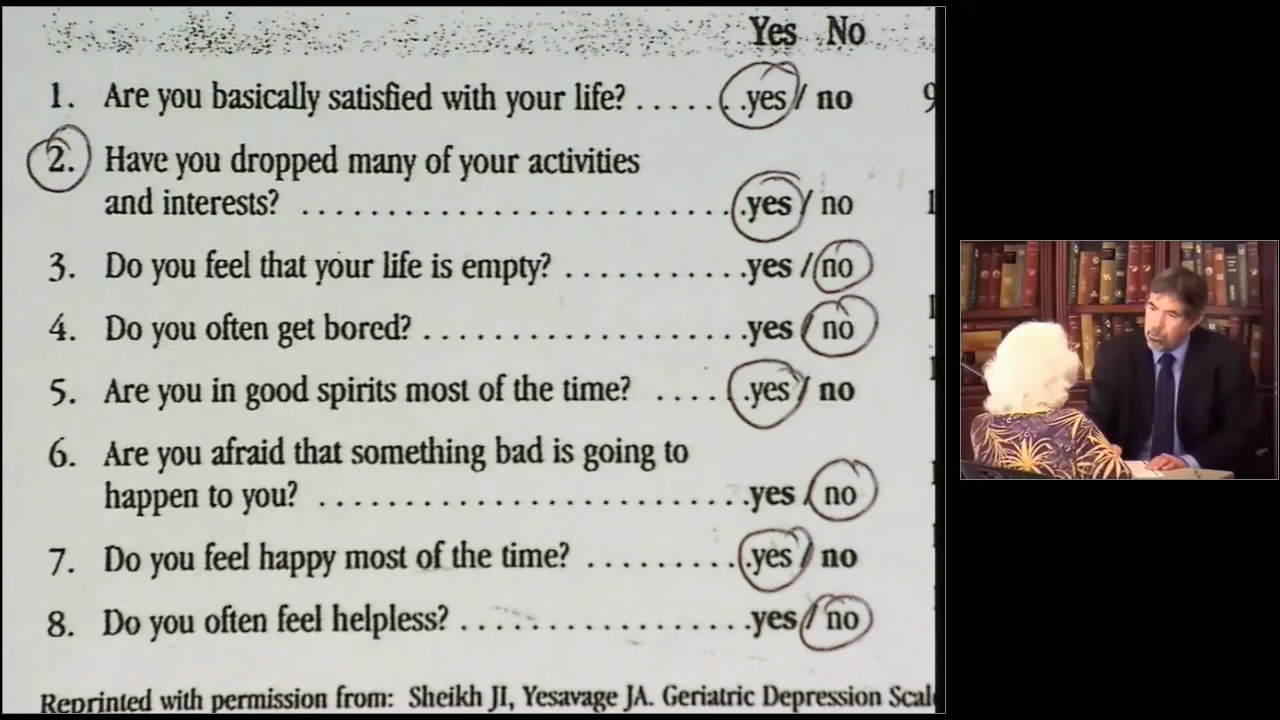 Yes No
1. Are you basically satisfied with your life? . . . . . . .yes / no
2. Have you dropped many of your activities
and interests? . . . . . . . . . . . . . . . . . . . . . . . . . .yes / no
3. Do you feel that your life is empty? . . . . . . . . . . .yes / no
4. Do you often get bored? . . . . . . . . . . . . . . . . . . . .yes / no
5. Are you in good spirits most of the time? . . . . .yes / no
6. Are you afraid that something bad is going to
happen to you? . . . . . . . . . . . . . . . . . . . . . . . . .yes / no
7. Do you feel happy most of the time? . . . . . . . . .yes / no
8. Do you often feel helpless? . . . . . . . . . . . . . . . . .yes / no
Reprinted with permission from: Sheikh JI, Yesavage JA. Geriatric Depression Scale